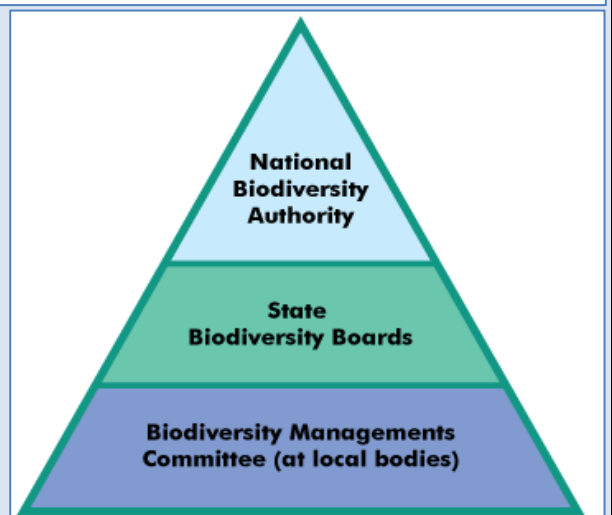 National
Biodiversity
Authority
State
Biodiversity Boards
Biodiversity Managements
Committee (at local bodies)